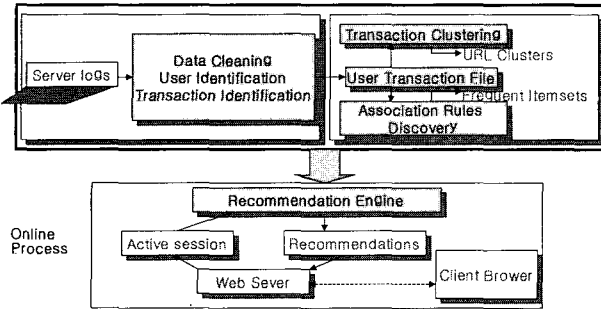 Server logs
Data Cleaning
User Identification
Transaction Identification
Transaction Clustering
URL Clusters
User Transaction File
Frequent Itemsets
Association Rules
Discovery
Recommendation Engine
Online
Process
Active session
Recommendations
Web Sever
Client Brower